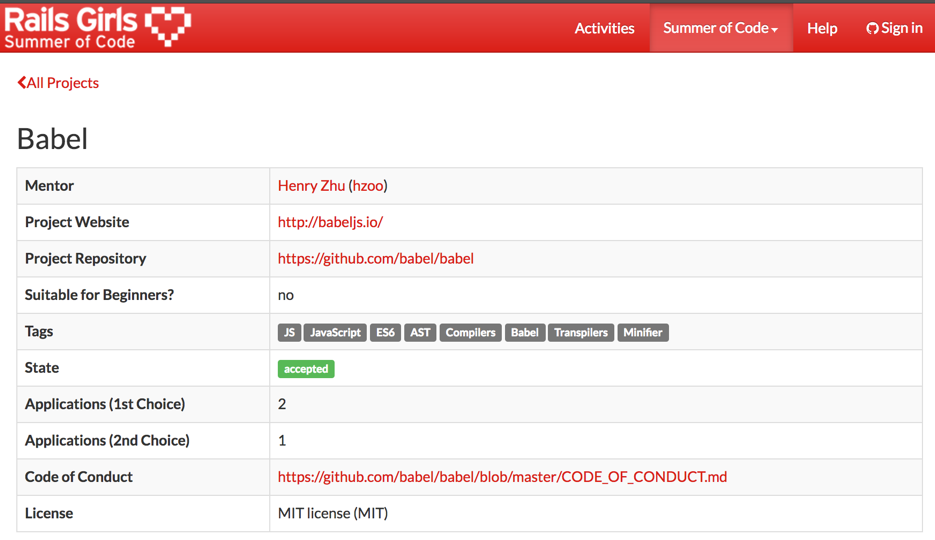 Rails Girls
Summer of Code
Activities
Summer of Code
Help
Sign in
All Projects
Babel
Mentor Henry Zhu (hzoo)
Project Website http://babeljs.io/
Project Repository https://github.com/babel/babel
Suitable for Beginners? no
Tags JS JavaScript ES6 AST Compilers Babel Transpilers Minifier
State accepted
Applications (1st Choice) 2
Applications (2nd Choice) 1
Code of Conduct https://github.com/babel/babel/blob/master/CODE_OF_CONDUCT.md
License MIT license (MIT)